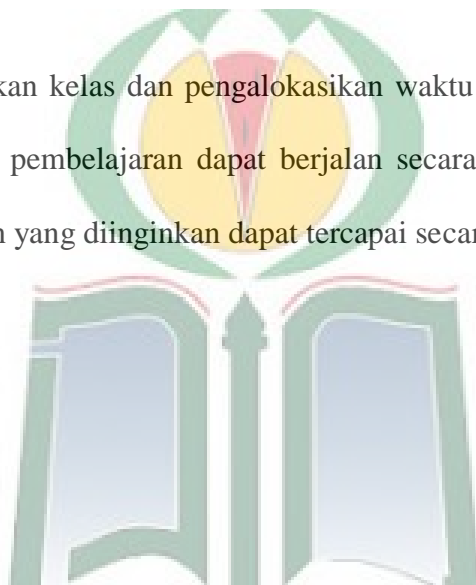 kan kelas dan pengalokasikan waktu
pembelajaran dapat berjalan secara
yang diinginkan dapat tercapai secar